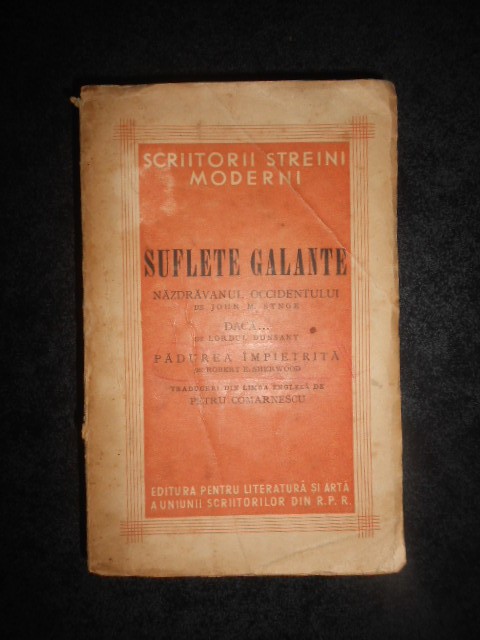 SCRIITORII STREINI
MODERNI
SUFLETE GALANTE
NĂZDRĂVANUL OCCIDENTULUI
DE JOHN M. SYNGE
DACĂ...
DE LORDUL DUNSANY
PĂDUREA ÎMPIETRITĂ
DE ROBERT E. SHERWOOD
TRADUCERI DIN LIMBA ENGLEZĂ DE
PETRU COMARNESCU
EDITURA PENTRU LITERATURĂ SI ARTĂ
A UNIUNII SCRIITORILOR DIN R.P.R.